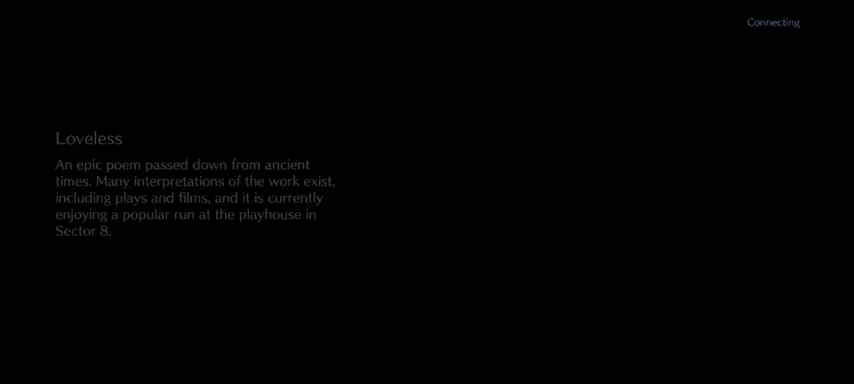 Connecting
Loveless
An epic poem passed down from ancient
times. Many interpretations of the work exist,
including plays and films, and it is currently
enjoying a popular run at the playhouse in
Sector 8.